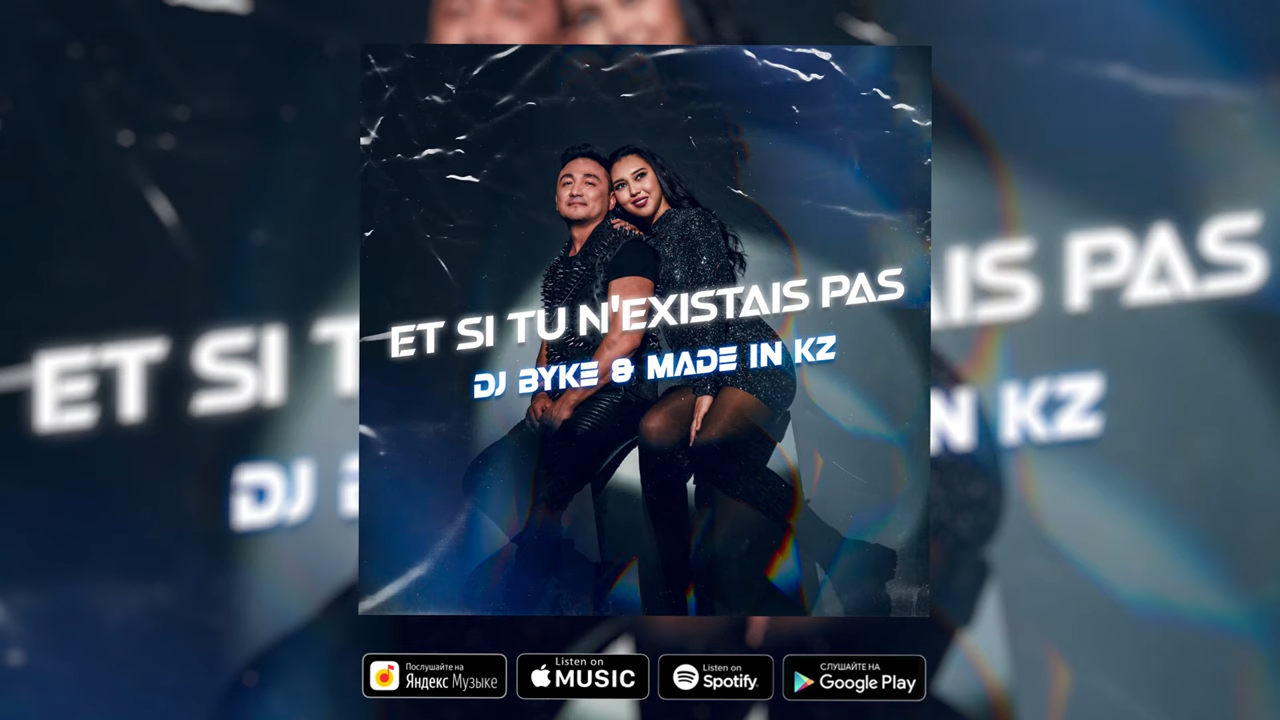 ET SI TU N'EXISTAIS PAS
DJ BYKE & MADE IN KZ
Послушайте на
Яндекс Музыке
Listen on
MUSIC
Listen on
Spotify
СЛУШАЙТЕ НА
Google Play